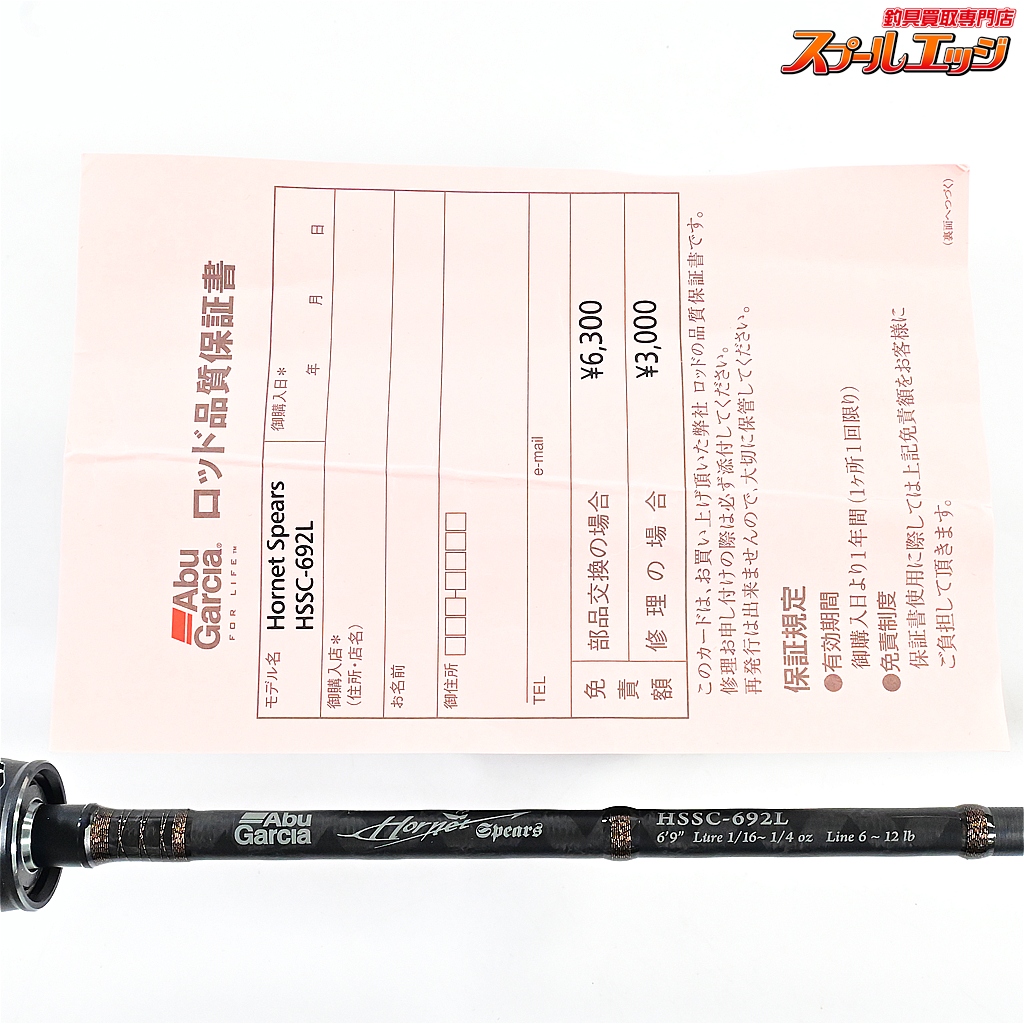 釣具買取専門店
スプールエッジ
Abu
Garcia®
FOR LIFE™
ロッド品質保証書
モデル名
Hornet Spears
HSSC-692L
御購入日*
年 月 日
御購入店*
(住所・店名)
お名前
御住所 □□□-□□□□
TEL
e-mail
免責額
部品交換の場合 ¥6,300
修理の場合 ¥3,000
このカードは、お買い上げ頂いた弊社 ロッドの品質保証書です。
修理お申し付けの際は必ず添付してください。
再発行は出来ませんので、大切に保管してください。
保証規定
●有効期間
御購入日より1年間(1ヶ所1回限り)
●免責制度
保証書使用に際しては上記免責額をお客様に
ご負担して頂きます。
(裏面へつづく)
Abu
Garcia
Hornet Spears
HSSC-692L
6'9" Lure 1/16~1/4 oz Line 6~12 lb